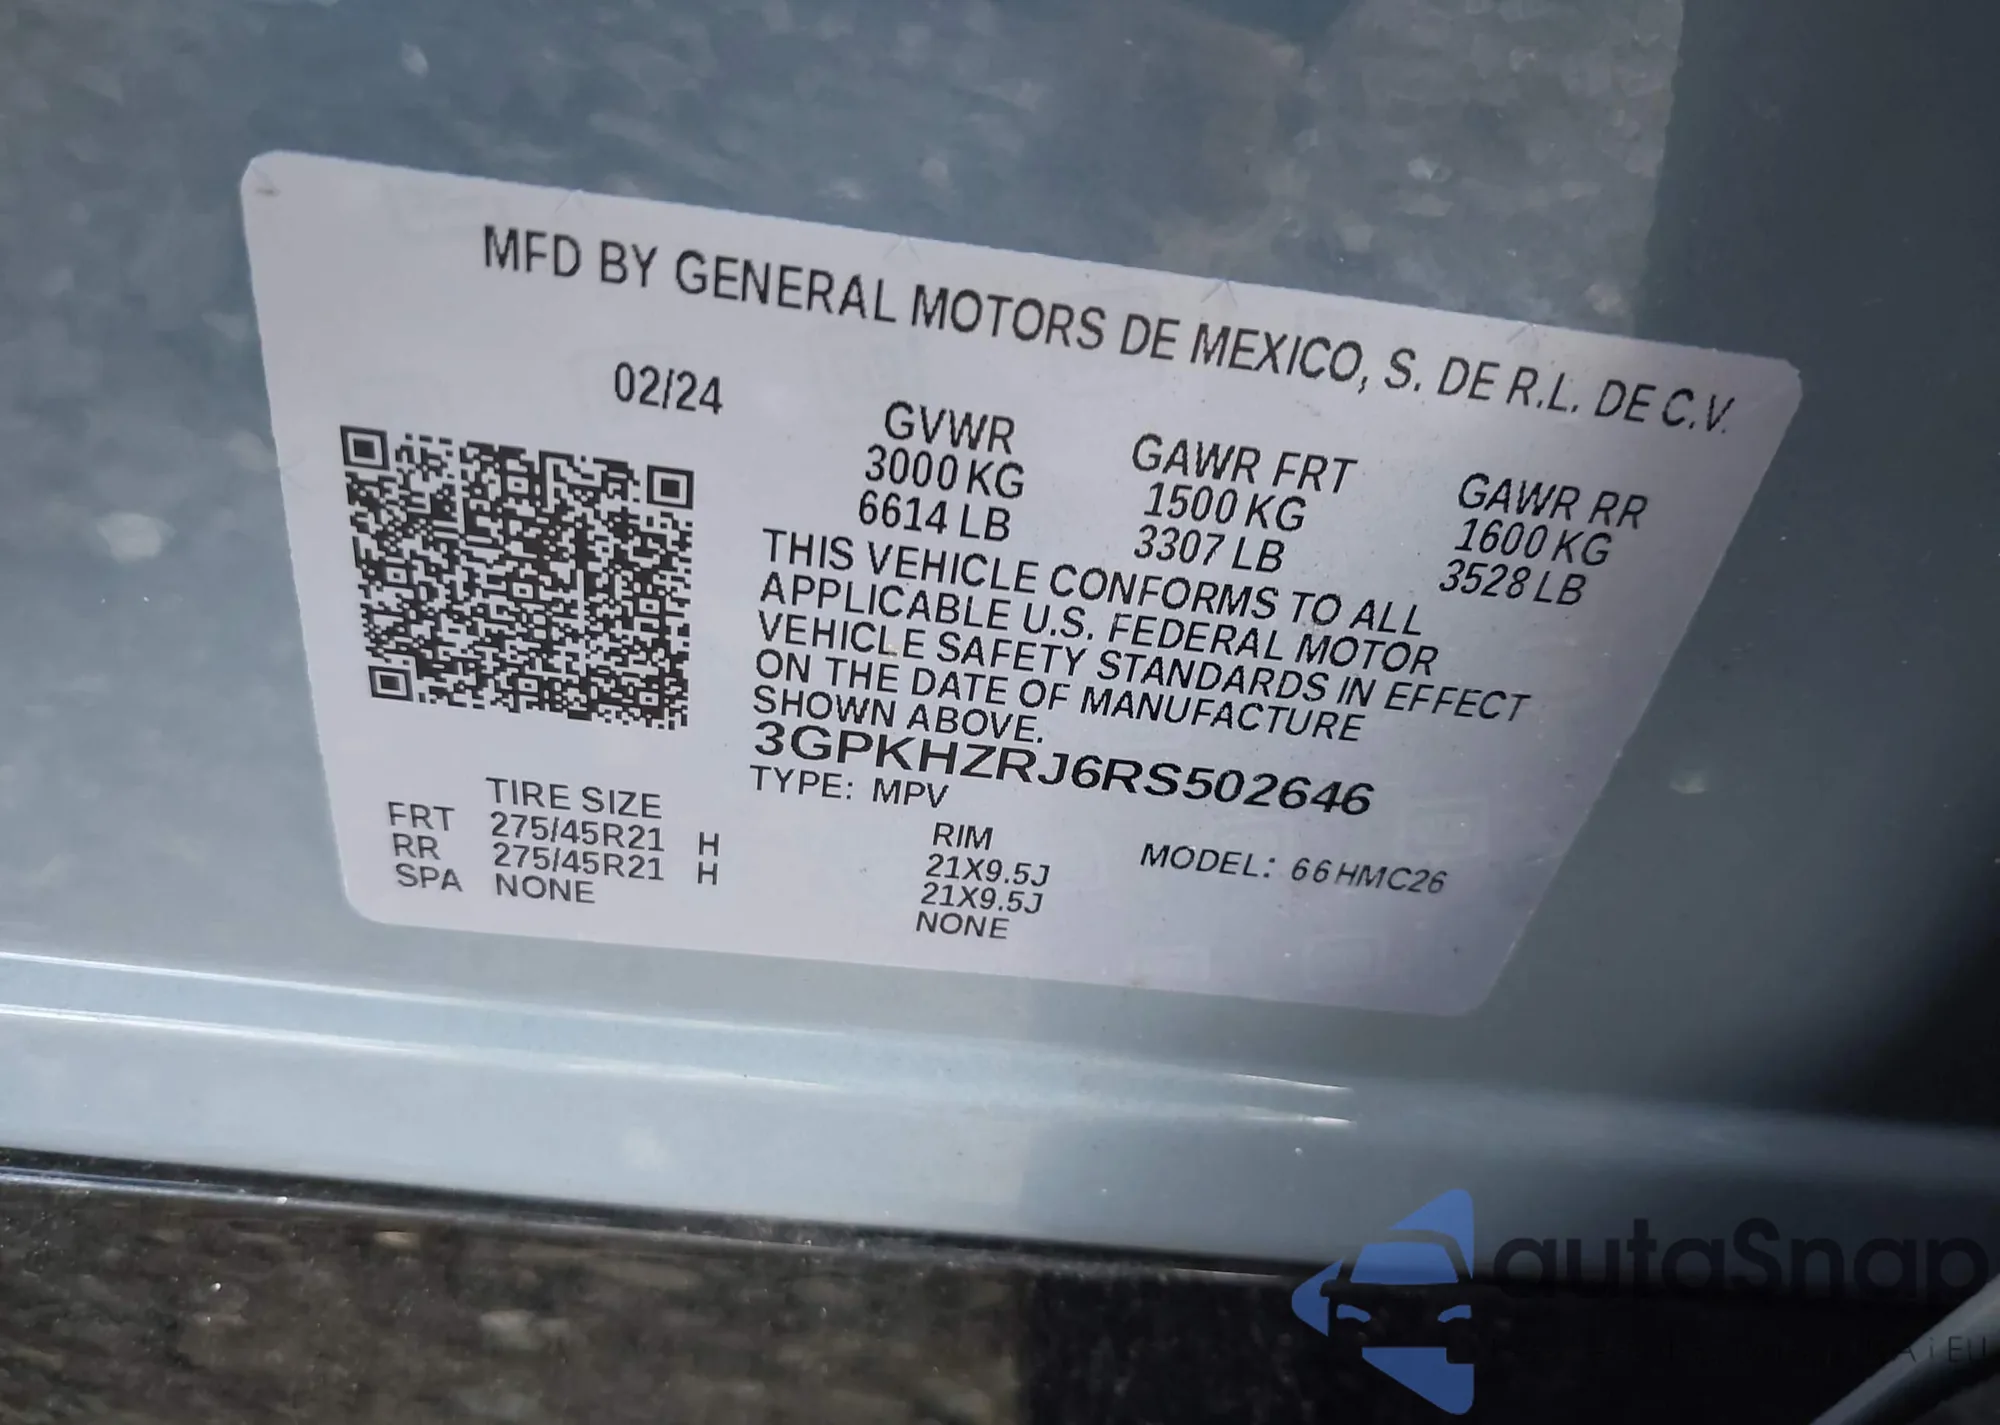 MFD BY GENERAL MOTORS DE MEXICO, S. DE R.L. DE C.V.
02/24
GVWR GAWR FRT GAWR RR
3000 KG 1500 KG 1600 KG
6614 LB 3307 LB 3528 LB
THIS VEHICLE CONFORMS TO ALL
APPLICABLE U.S. FEDERAL MOTOR
VEHICLE SAFETY STANDARDS IN EFFECT
ON THE DATE OF MANUFACTURE
SHOWN ABOVE.
3GPKHZRJ6RS502646
TYPE: MPV MODEL: 66HMC26
TIRE SIZE RIM
FRT 275/45R21 H 21X9.5J
RR 275/45R21 H 21X9.5J
SPA NONE NONE
autaSnap